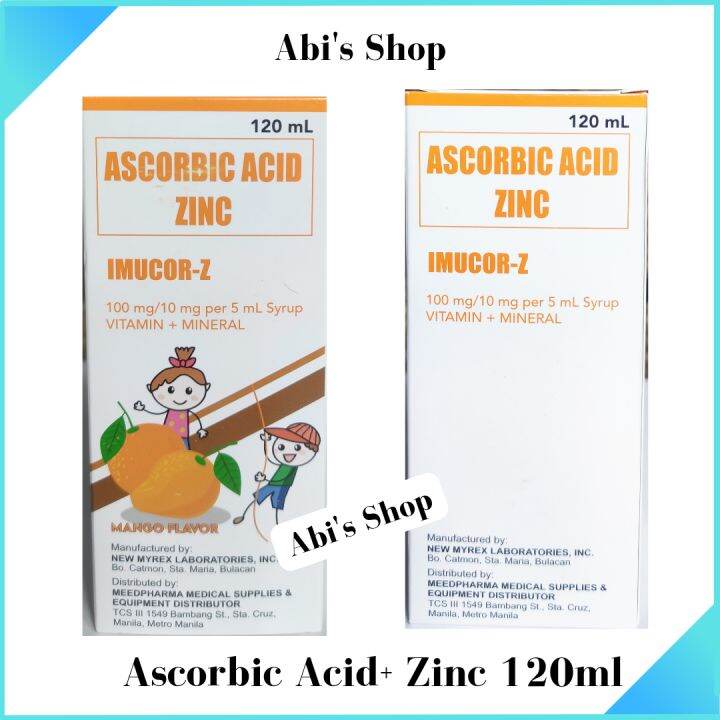 Abi's Shop
120 mL
ASCORBIC ACID
ZINC
IMUCOR-Z
100 mg/10 mg per 5 mL Syrup
VITAMIN + MINERAL
MANGO FLAVOR
Manufactured by:
NEW MYREX LABORATORIES, INC.
Bo. Catmon, Sta. Maria, Bulacan
Distributed by:
MEEDPHARMA MEDICAL SUPPLIES &
EQUIPMENT DISTRIBUTOR
TCS III 1549 Bambang St., Sta. Cruz,
Manila, Metro Manila
120 mL
ASCORBIC ACID
ZINC
IMUCOR-Z
100 mg/10 mg per 5 mL Syrup
VITAMIN + MINERAL
Manufactured by:
NEW MYREX LABORATORIES, INC.
Bo. Catmon, Sta. Maria, Bulacan
Distributed by:
MEEDPHARMA MEDICAL SUPPLIES &
EQUIPMENT DISTRIBUTOR
TCS III 1549 Bambang St., Sta. Cruz,
Manila, Metro Manila
Abi's Shop
Ascorbic Acid+ Zinc 120ml